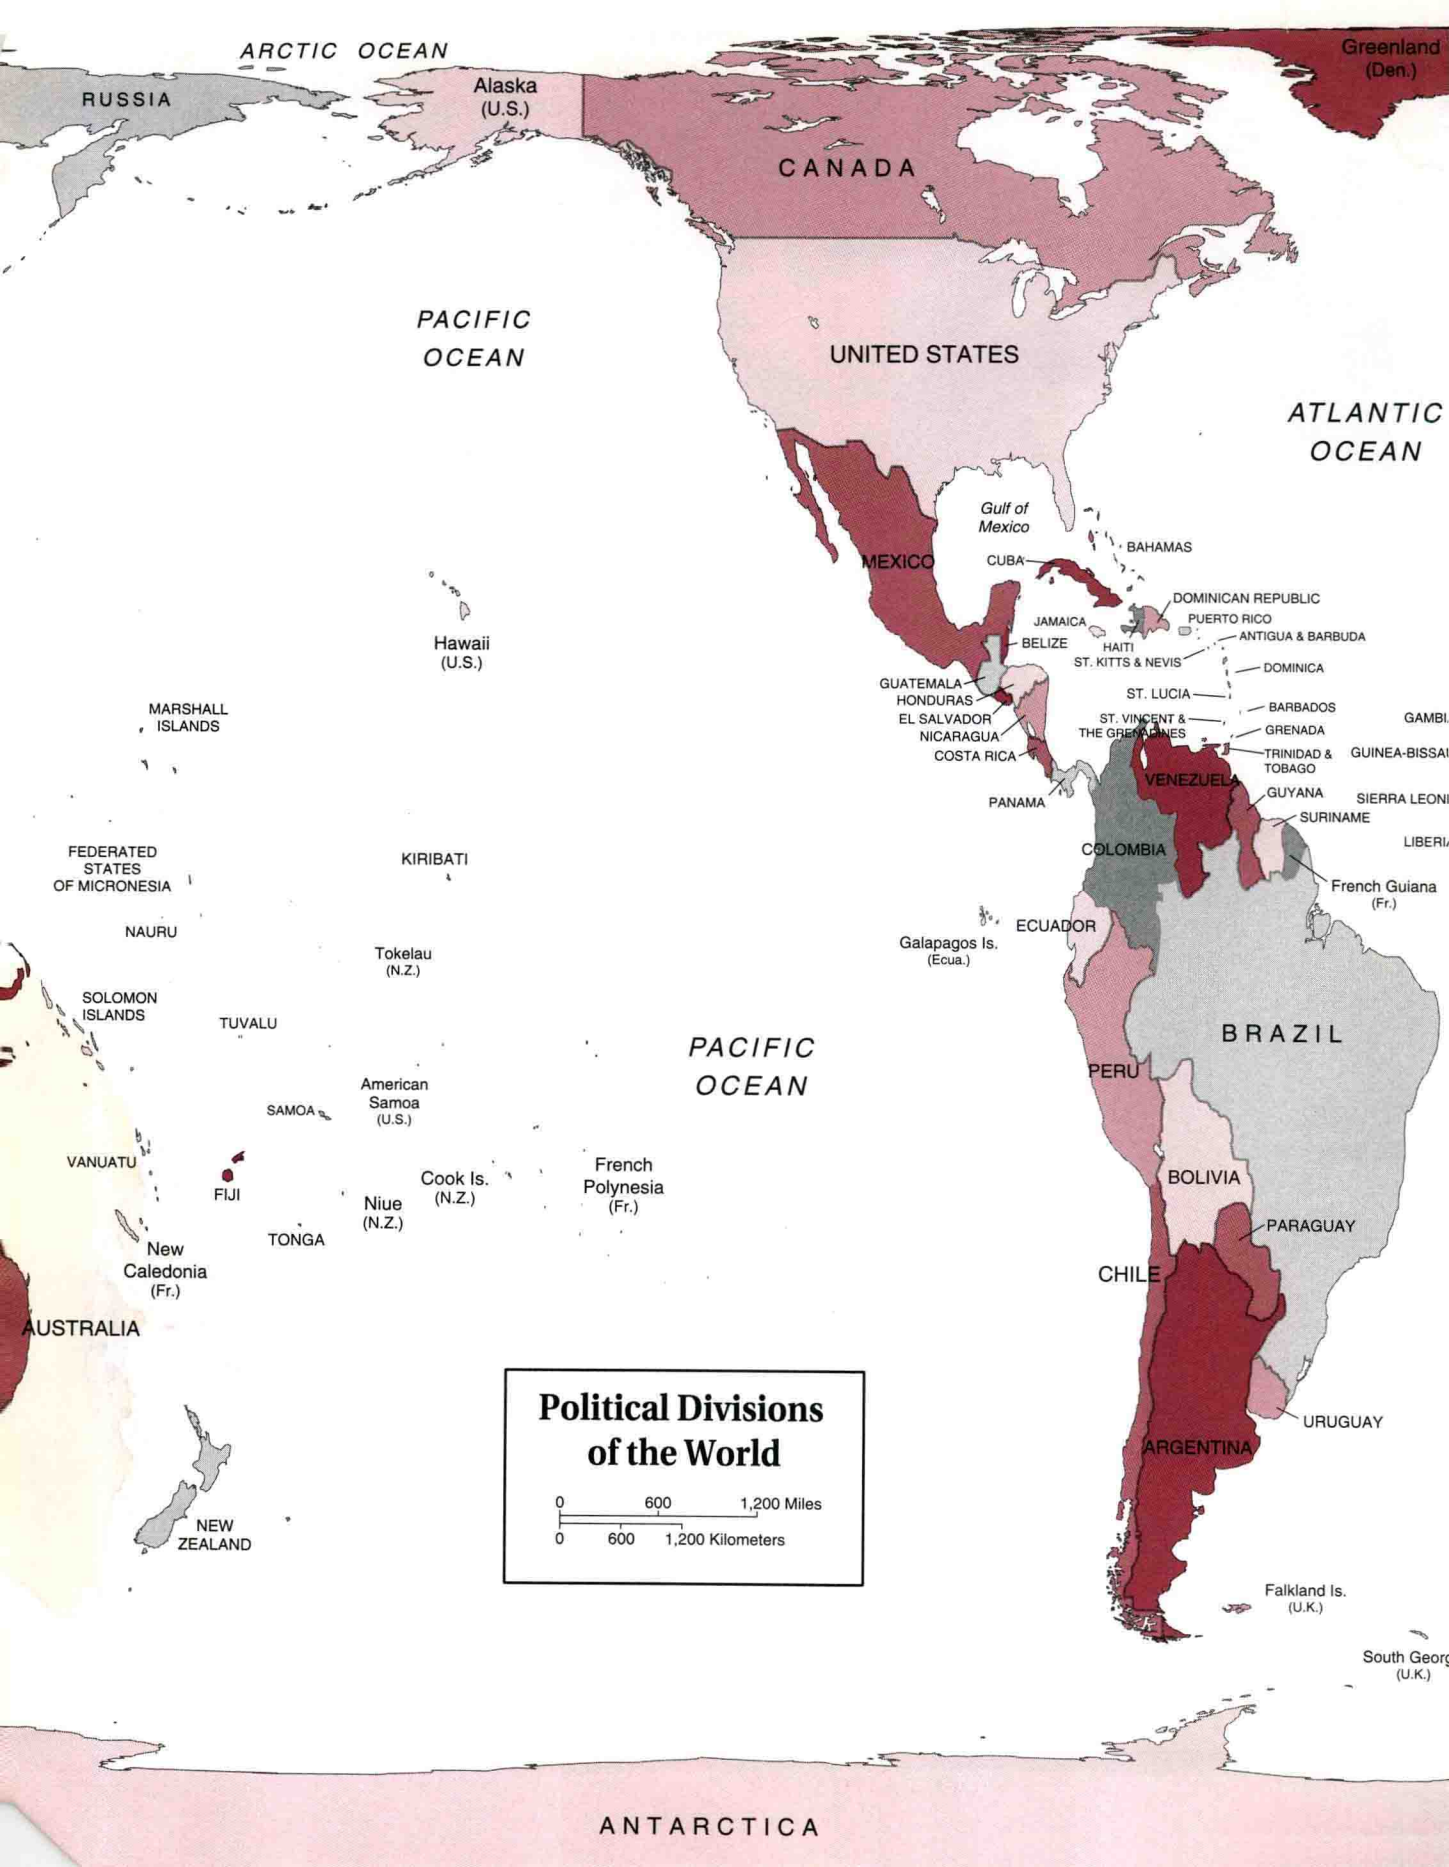 ARCTIC OCEAN
Greenland
(Den.)
RUSSIA
Alaska
(U.S.)
CANADA
PACIFIC
OCEAN
UNITED STATES
ATLANTIC
OCEAN
Gulf of
Mexico
MEXICO
CUBA
BAHAMAS
DOMINICAN REPUBLIC
JAMAICA
PUERTO RICO
HAITI
ANTIGUA & BARBUDA
BELIZE
ST. KITTS & NEVIS
DOMINICA
Hawaii
(U.S.)
GUATEMALA
HONDURAS
ST. LUCIA
BARBADOS
EL SALVADOR
ST. VINCENT &
THE GRENADINES
GAMBI
NICARAGUA
GRENADA
COSTA RICA
TRINIDAD &
TOBAGO
GUINEA-BISSAU
PANAMA
VENEZUELA
GUYANA
SIERRA LEON
SURINAME
MARSHALL
ISLANDS
COLOMBIA
LIBERI
FEDERATED
STATES
OF MICRONESIA
KIRIBATI
French Guiana
(Fr.)
NAURU
ECUADOR
Galapagos Is.
(Ecua.)
Tokelau
(N.Z.)
SOLOMON
ISLANDS
TUVALU
BRAZIL
PACIFIC
OCEAN
PERU
American
Samoa
(U.S.)
SAMOA
VANUATU
FIJI
Cook Is.
(N.Z.)
French
Polynesia
(Fr.)
BOLIVIA
Niue
(N.Z.)
TONGA
PARAGUAY
New
Caledonia
(Fr.)
CHILE
AUSTRALIA
Political Divisions
of the World
0 600 1,200 Miles
0 600 1,200 Kilometers
URUGUAY
ARGENTINA
NEW
ZEALAND
Falkland Is.
(U.K.)
South Georg
(U.K.)
ANTARCTICA